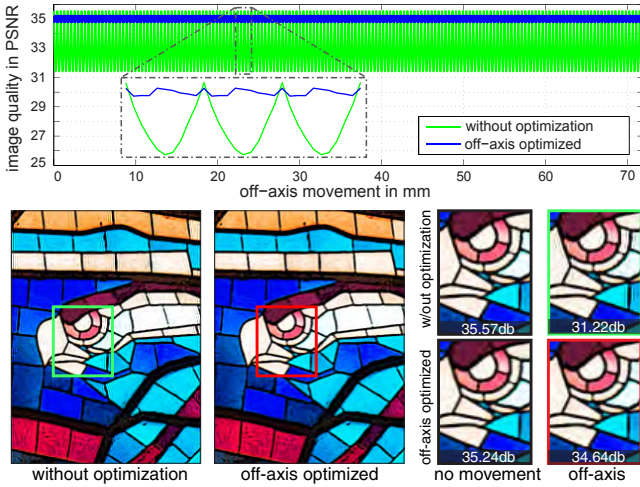 image quality in PSNR
35
33
31
29
27
25
without optimization
off-axis optimized
0
10
20
30
40
50
60
70
off-axis movement in mm
w/out optimization
35.57db
31.22db
off-axis optimized
35.24db
34.64db
without optimization
off-axis optimized
no movement
off-axis